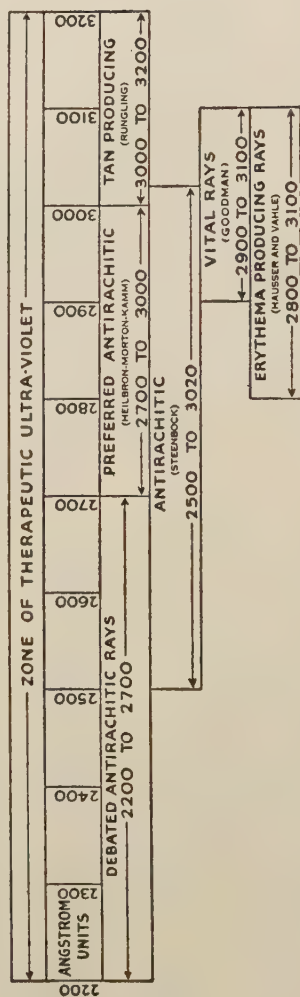 ZONE OF THERAPEUTIC ULTRA-VIOLET
2200
2300
2400
2500
2600
2700
2800
2900
3000
3100
3200
ANGSTROM
UNITS
DEBATED ANTIRACHITIC RAYS
2200 TO 2700
PREFERRED ANTIRACHITIC
(HEILBRON-MORTON-KAMM)
2700 TO 3000
TAN PRODUCING
(RUNGLING)
3000 TO 3200
ANTIRACHITIC
(STEENBOCK)
2500 TO 3020
VITAL RAYS
(GOODMAN)
2900 TO 3100
ERYTHEMA PRODUCING RAYS
(HAUSSER AND VAHLE)
2800 TO 3100